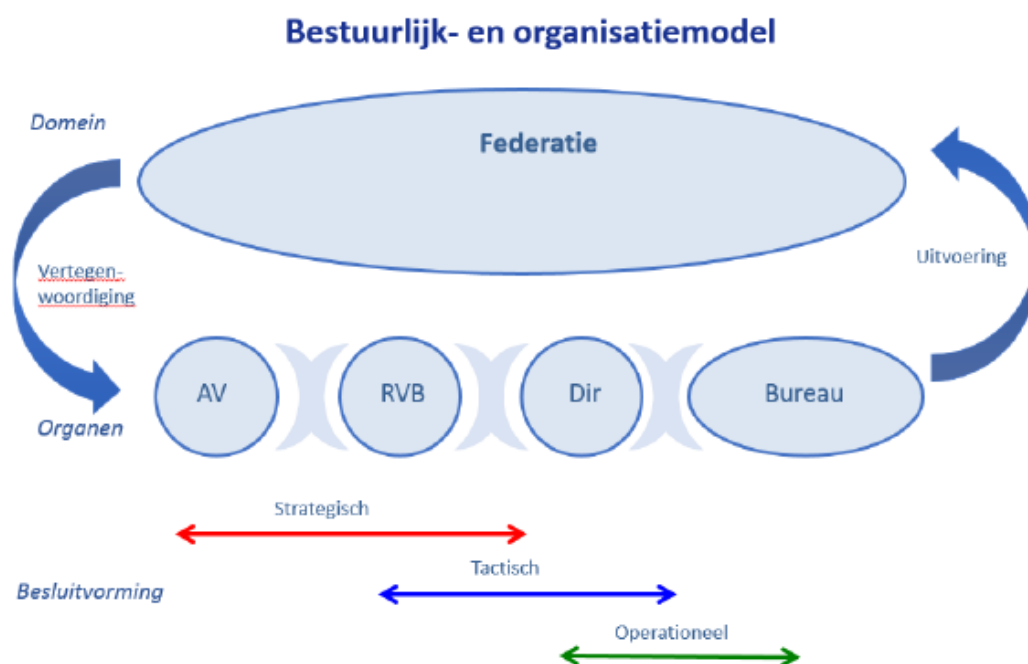 Bestuurlijk- en organisatiemodel
Domein
Federatie
Vertegen-
woordiging
Uitvoering
AV
RVB
Dir
Bureau
Organen
Strategisch
Tactisch
Besluitvorming
Operationeel